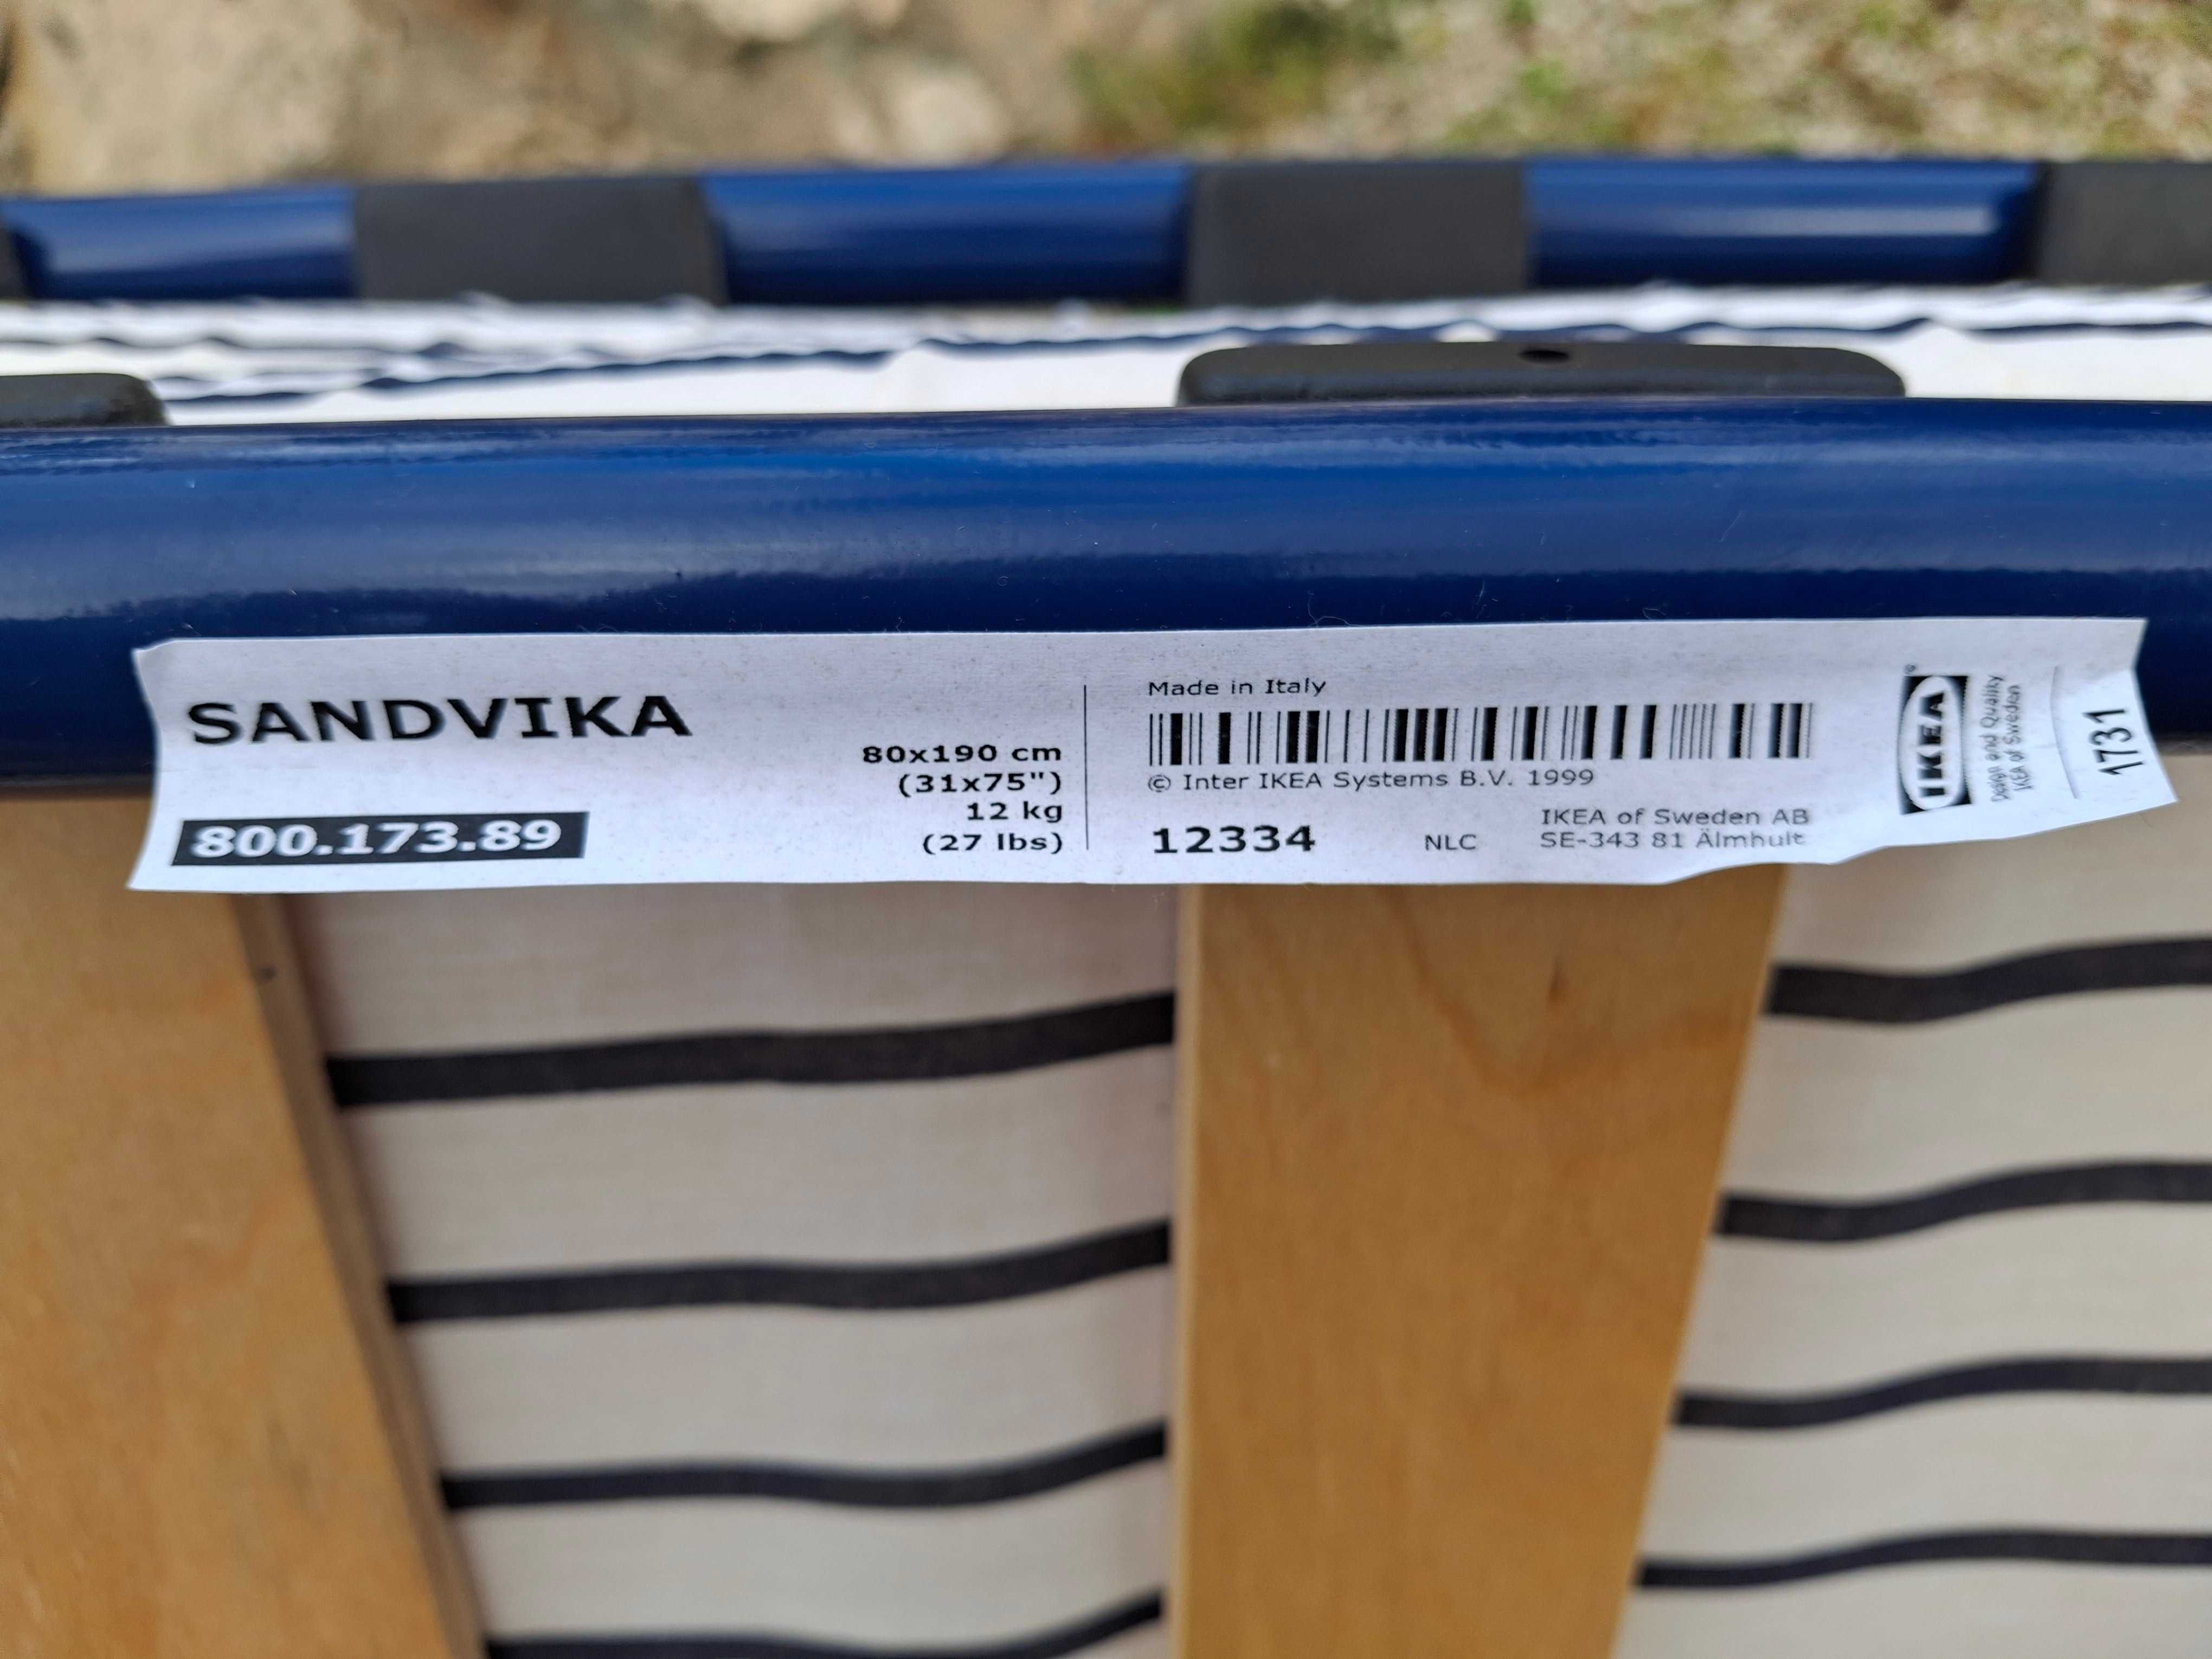 SANDVIKA
800.173.89
80x190 cm
(31x75")
12 kg
(27 lbs)
Made in Italy
© Inter IKEA Systems B.V. 1999
12334
NLC
IKEA of Sweden AB
SE-343 81 Älmhult
IKEA®
Design and Quality
IKEA of Sweden
1731